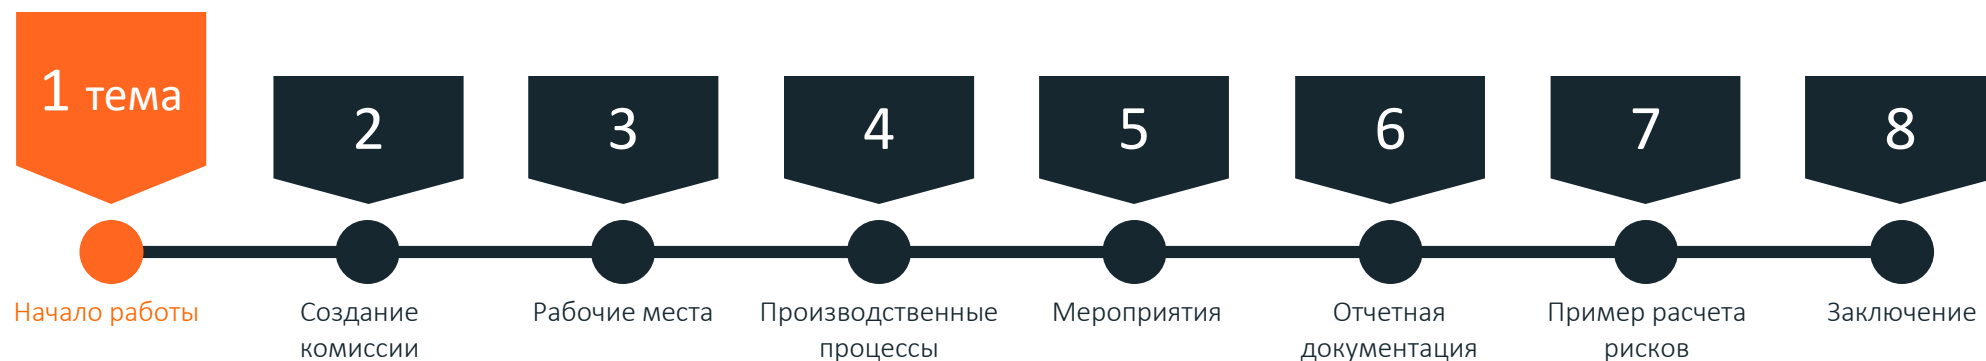 1 тема
2
3
4
5
6
7
8
Начало работы
Создание
комиссии
Рабочие места
Производственные
процессы
Мероприятия
Отчетная
документация
Пример расчета
рисков
Заключение